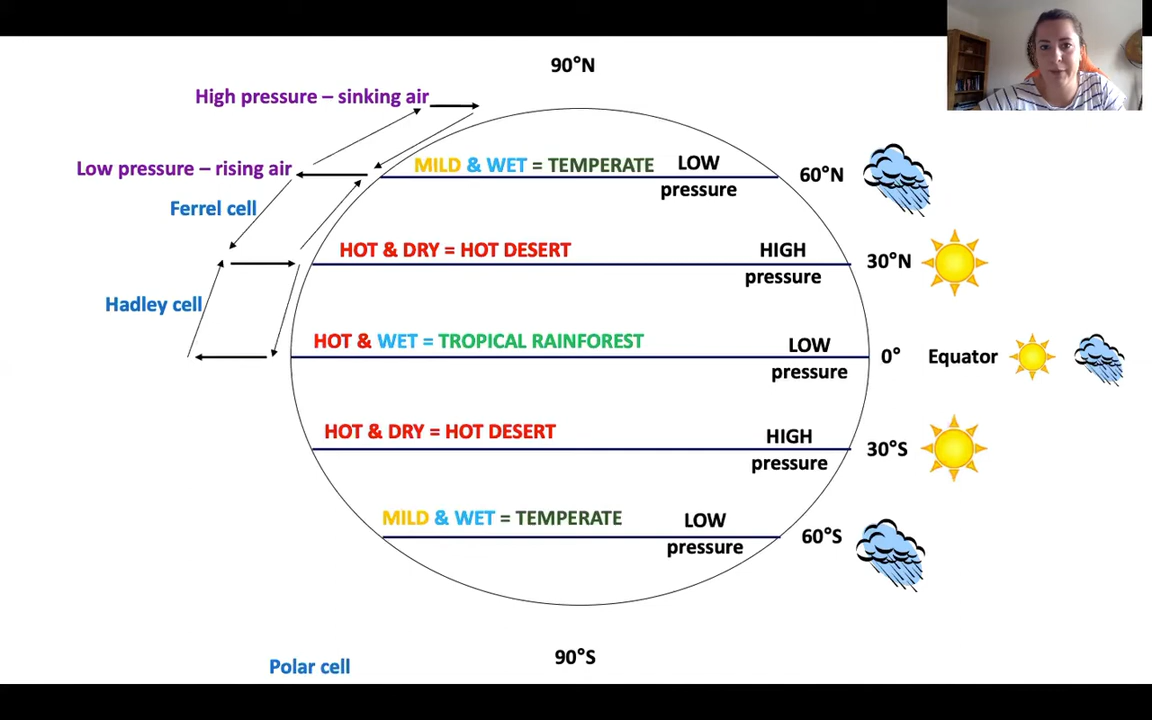 90°N
High pressure – sinking air
Low pressure – rising air
MILD & WET = TEMPERATE
LOW
pressure
60°N
Ferrel cell
HOT & DRY = HOT DESERT
HIGH
pressure
30°N
Hadley cell
HOT & WET = TROPICAL RAINFOREST
LOW
pressure
0°
Equator
HOT & DRY = HOT DESERT
HIGH
pressure
30°S
MILD & WET = TEMPERATE
LOW
pressure
60°S
90°S
Polar cell